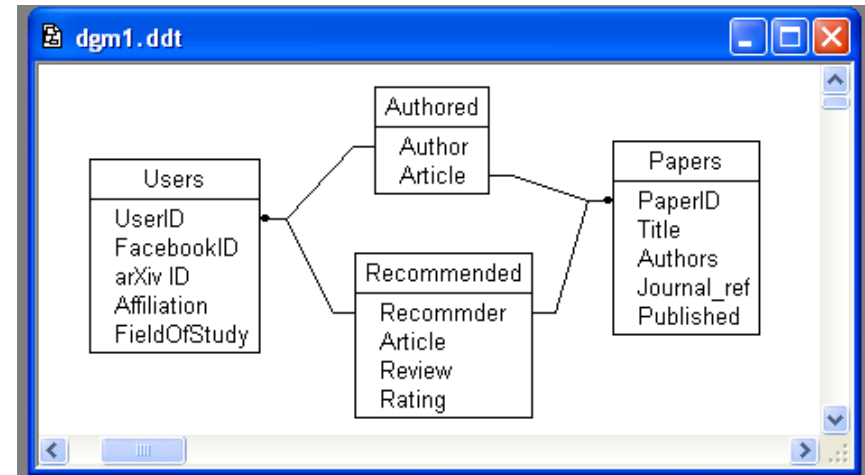 dgm1.ddt
Users
UserID
FacebookID
arXiv ID
Affiliation
FieldOfStudy
Authored
Author
Article
Recommended
Recommder
Article
Review
Rating
Papers
PaperID
Title
Authors
Journal_ref
Published